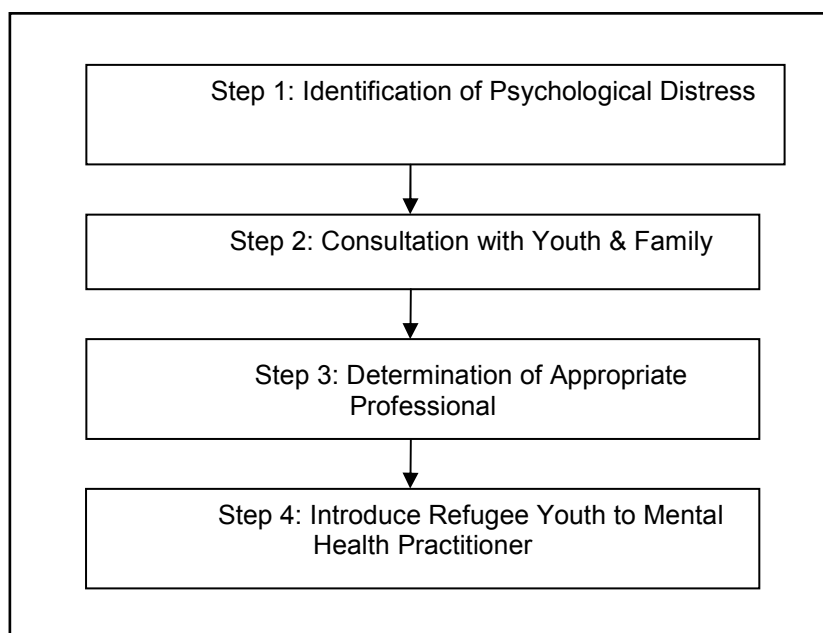 Step 1: Identification of Psychological Distress
Step 2: Consultation with Youth & Family
Step 3: Determination of Appropriate
Professional
Step 4: Introduce Refugee Youth to Mental
Health Practitioner